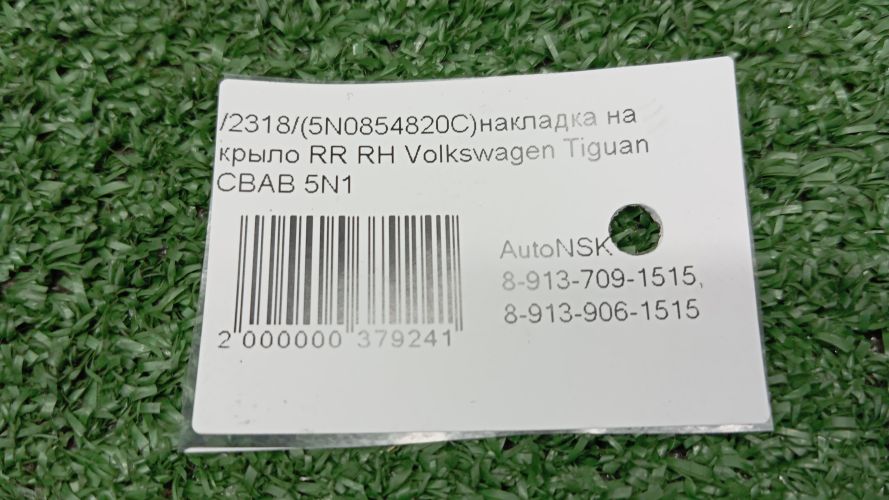 /2318/(5N0854820C)накладка на
крыло RR RH Volkswagen Tiguan
CBAB 5N1
AutoNSK
8-913-709-1515,
8-913-906-1515
2 000000 379241